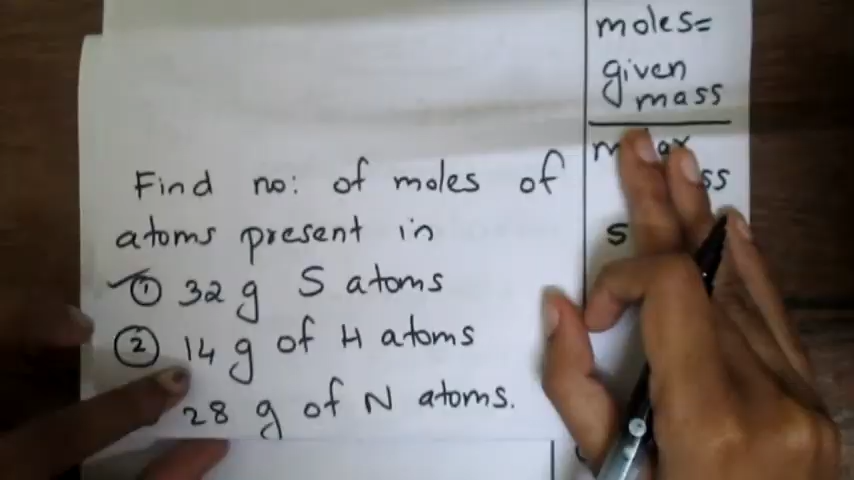 moles=
given
mass
Find no: of moles of
atoms present in
① 32 g S atoms
② 14 g of H atoms
28 g of N atoms.
S